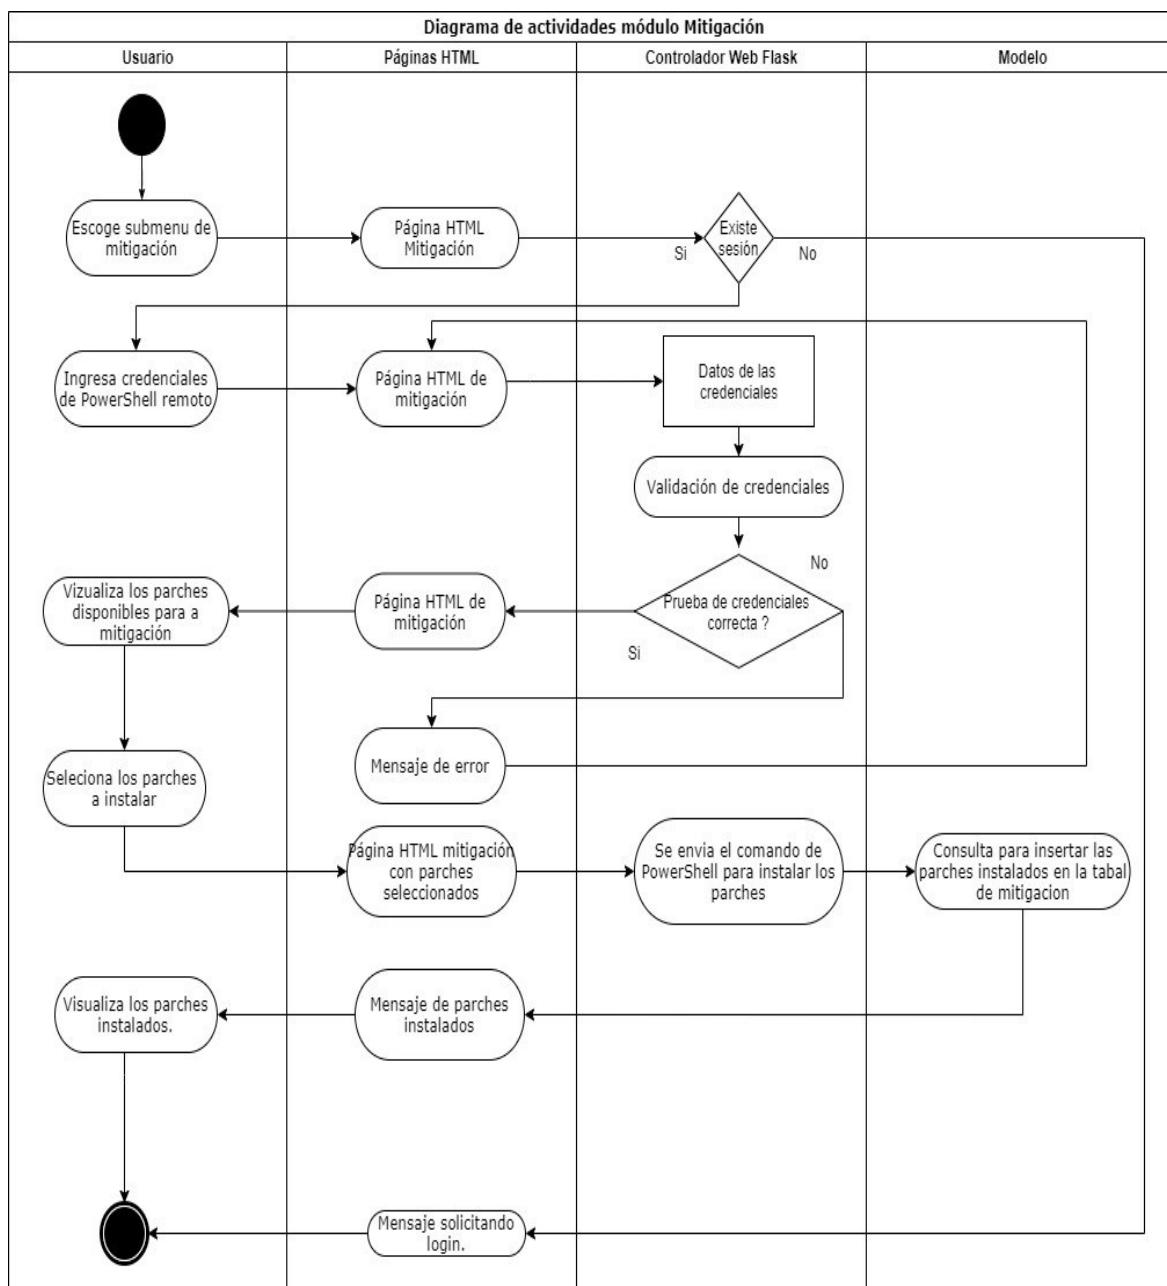 Diagrama de actividades módulo Mitigación
Usuario
Páginas HTML
Controlador Web Flask
Modelo
Escoge submenu de
mitigación
Página HTML
Mitigación
Existe
sesión
Si
No
Ingresa credenciales
de PowerShell remoto
Página HTML de
mitigación
Datos de las
credenciales
Validación de credenciales
No
Prueba de credenciales
correcta ?
Si
Página HTML de
mitigación
Vizualiza los parches
disponibles para a
mitigación
Mensaje de error
Seleciona los parches
a instalar
Página HTML mitigación
con parches
seleccionados
Se envia el comando de
PowerShell para instalar los
parches
Consulta para insertar las
parches instalados en la tabal
de mitigacion
Mensaje de parches
instalados
Visualiza los parches
instalados.
Mensaje solicitando
login.